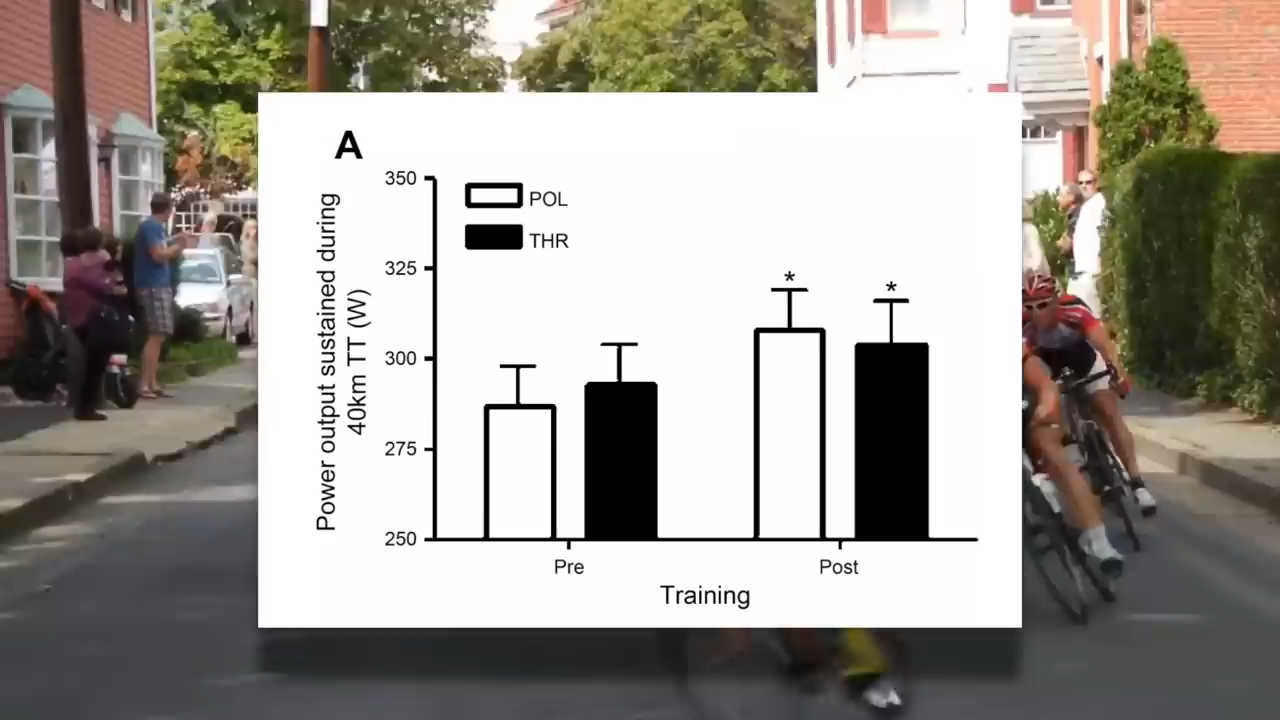 A
350
325
300
275
250
POL
THR
*
*
Power output sustained during
40km TT (W)
Pre
Post
Training